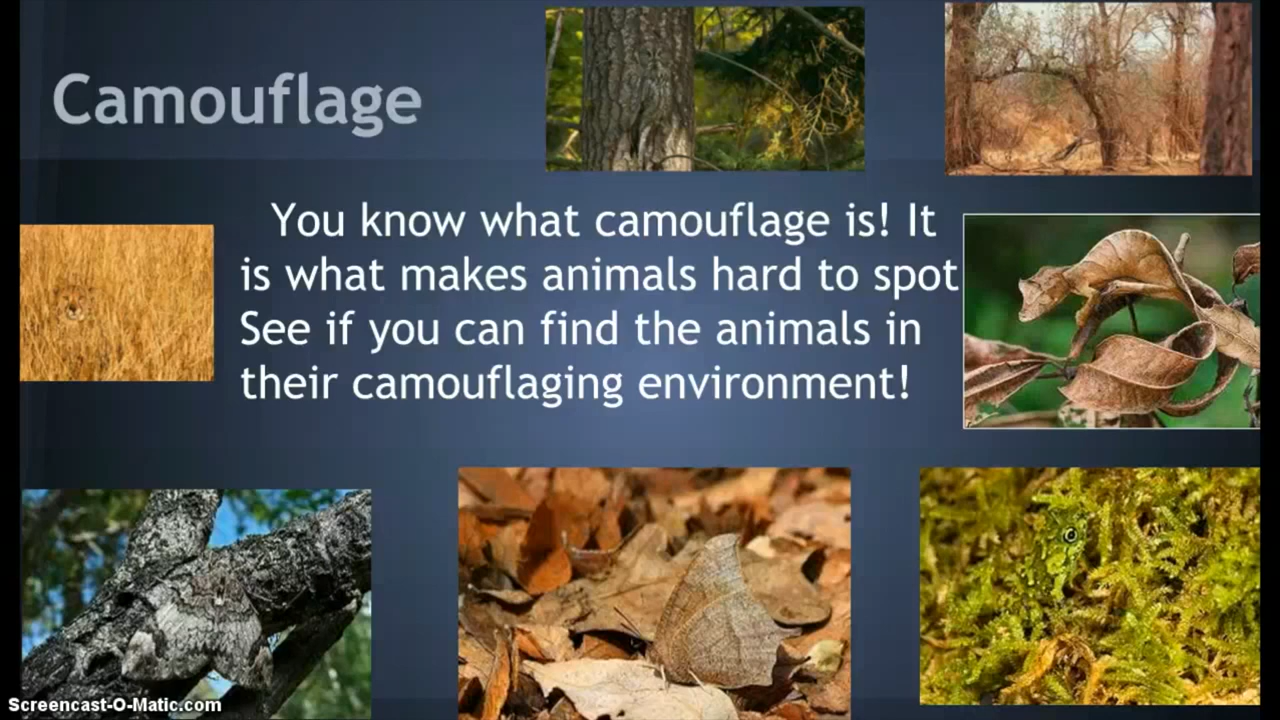 Camouflage
You know what camouflage is! It
is what makes animals hard to spot
See if you can find the animals in
their camouflaging environment!
Screencast-O-Matic.com